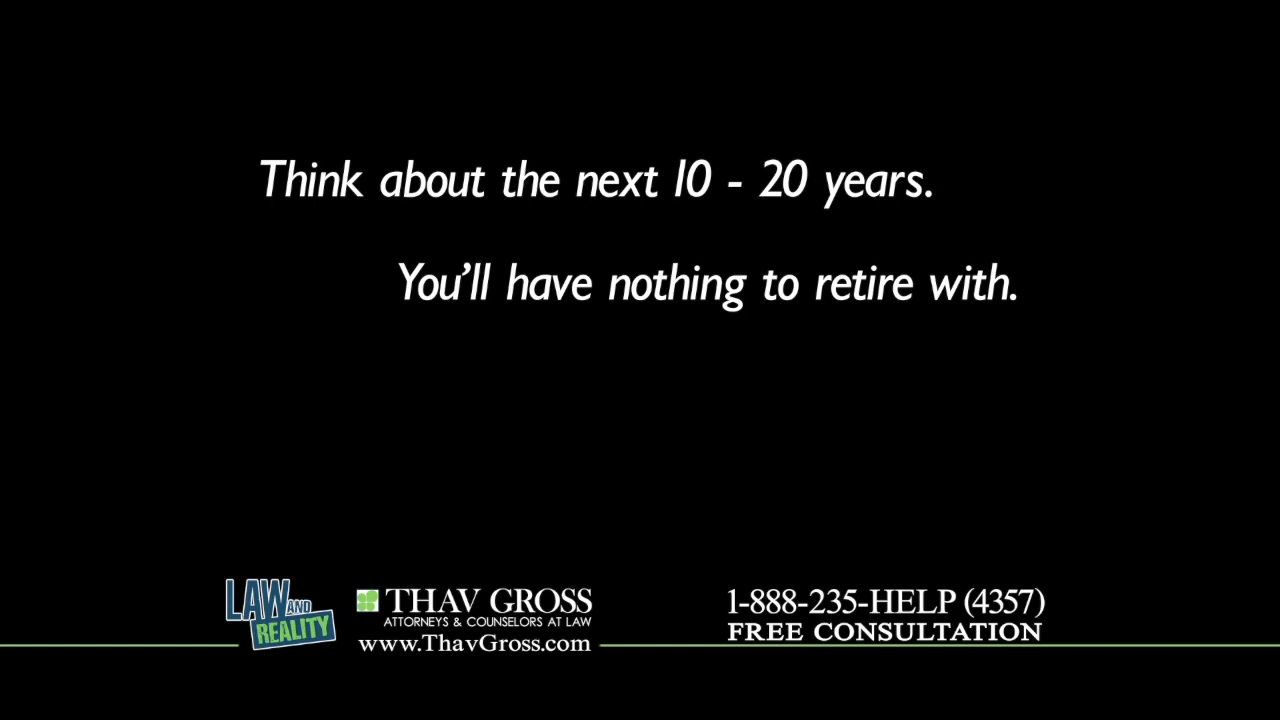 Think about the next 10 - 20 years.
You'll have nothing to retire with.
LAW AND
REALITY
THAV GROSS
ATTORNEYS & COUNSELORS AT LAW
www.ThavGross.com
1-888-235-HELP (4357)
FREE CONSULTATION